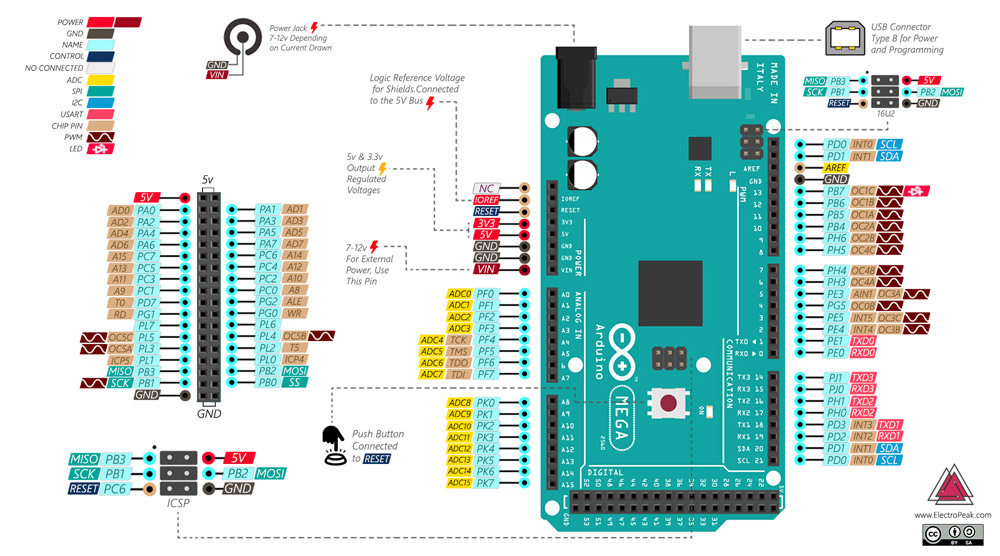 POWER
GND
NAME
CONTROL
NO CONNECTED
ADC
SPI
I2C
USART
CHIP PIN
PWM
LED
Power Jack
7-12v Depending
on Current Drawn
GND
VIN
USB Connector
Type B for Power
and Programming
MISO PB3 5V
SCK PB1 PB2 MOSI
RESET GND
16U2
Logic Reference Voltage
for Shields.Connected
to the 5V Bus
5v & 3.3v
Output
Regulated
Voltages
7-12v
For External
Power, Use
This Pin
NC
IOREF
RESET
3V3
5V
GND
GND
VIN
ADC0 PF0
ADC1 PF1
ADC2 PF2
ADC3 PF3
ADC4 TCK PF4
ADC5 TMS PF5
ADC6 TDO PF6
ADC7 TDI PF7
ADC8 PK0
ADC9 PK1
ADC10 PK2
ADC11 PK3
ADC12 PK4
ADC13 PK5
ADC14 PK6
ADC15 PK7
5v
5V
AD0 PA0 PA1 AD1
AD2 PA2 PA3 AD3
AD4 PA4 PA5 AD5
AD6 PA6 PA7 AD7
A15 PC7 PC6 A14
A13 PC5 PC4 A12
A11 PC3 PC2 A10
A9 PC1 PC0 A8
T0 PD7 PG2 ALE
RD PG1 PG0 WR
PL7 PL6
OC5C PL5 PL4 OC5B
OC5A PL3 PL2 T5
ICP5 PL1 PL0 ICP4
MISO PB3 PB2 MOSI
SCK PB1 PB0 SS
GND
GND
Push Button
Connected
to RESET
MISO PB3 5V
SCK PB1 PB2 MOSI
RESET PC6 GND
ICSP
MADE IN
ITALY
RX
TX
L
PWM
AREF
GND
13
12
11
10
9
8
7
6
5
4
3
2
TX0 1
RX0 0
COMMUNICATION
TX3 14
RX3 15
TX2 16
RX2 17
TX1 18
RX1 19
SDA 20
SCL 21
IOREF
RESET
3V3
5V
GND
GND
VIN
POWER
ANALOG IN
A0
A1
A2
A3
A4
A5
A6
A7
A8
A9
A10
A11
A12
A13
A14
A15
Arduino
MEGA
2560
ON
DIGITAL
GND
5V
PD0 INT0 SCL
PD1 INT1 SDA
AREF
GND
PB7 OC1C
PB6 OC1B
PB5 OC1A
PB4 OC2A
PH6 OC2B
PH5 OC4C
PH4 OC4B
PH3 OC4A
PE3 AIN1 OC3A
PG5 OC0B
PE5 INT5 OC3C
PE4 INT4 OC3B
PE1 TXD0
PE0 RXD0
PJ1 TXD3
PJ0 RXD3
PH1 TXD2
PH0 RXD2
PD3 INT3 TXD1
PD2 INT2 RXD1
PD1 INT1 SDA
PD0 INT0 SCL
www.ElectroPeak.com
CC BY SA